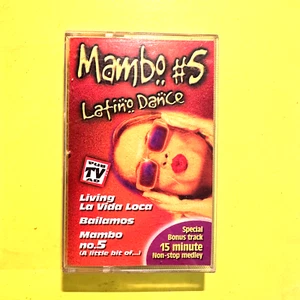 Mambo #5
Latino Dance
TV
AD
Living
La Vida Loca
Bailamos
Mambo
no.5
(A little bit of...)
Special
Bonus track
15 minute
Non-stop medley